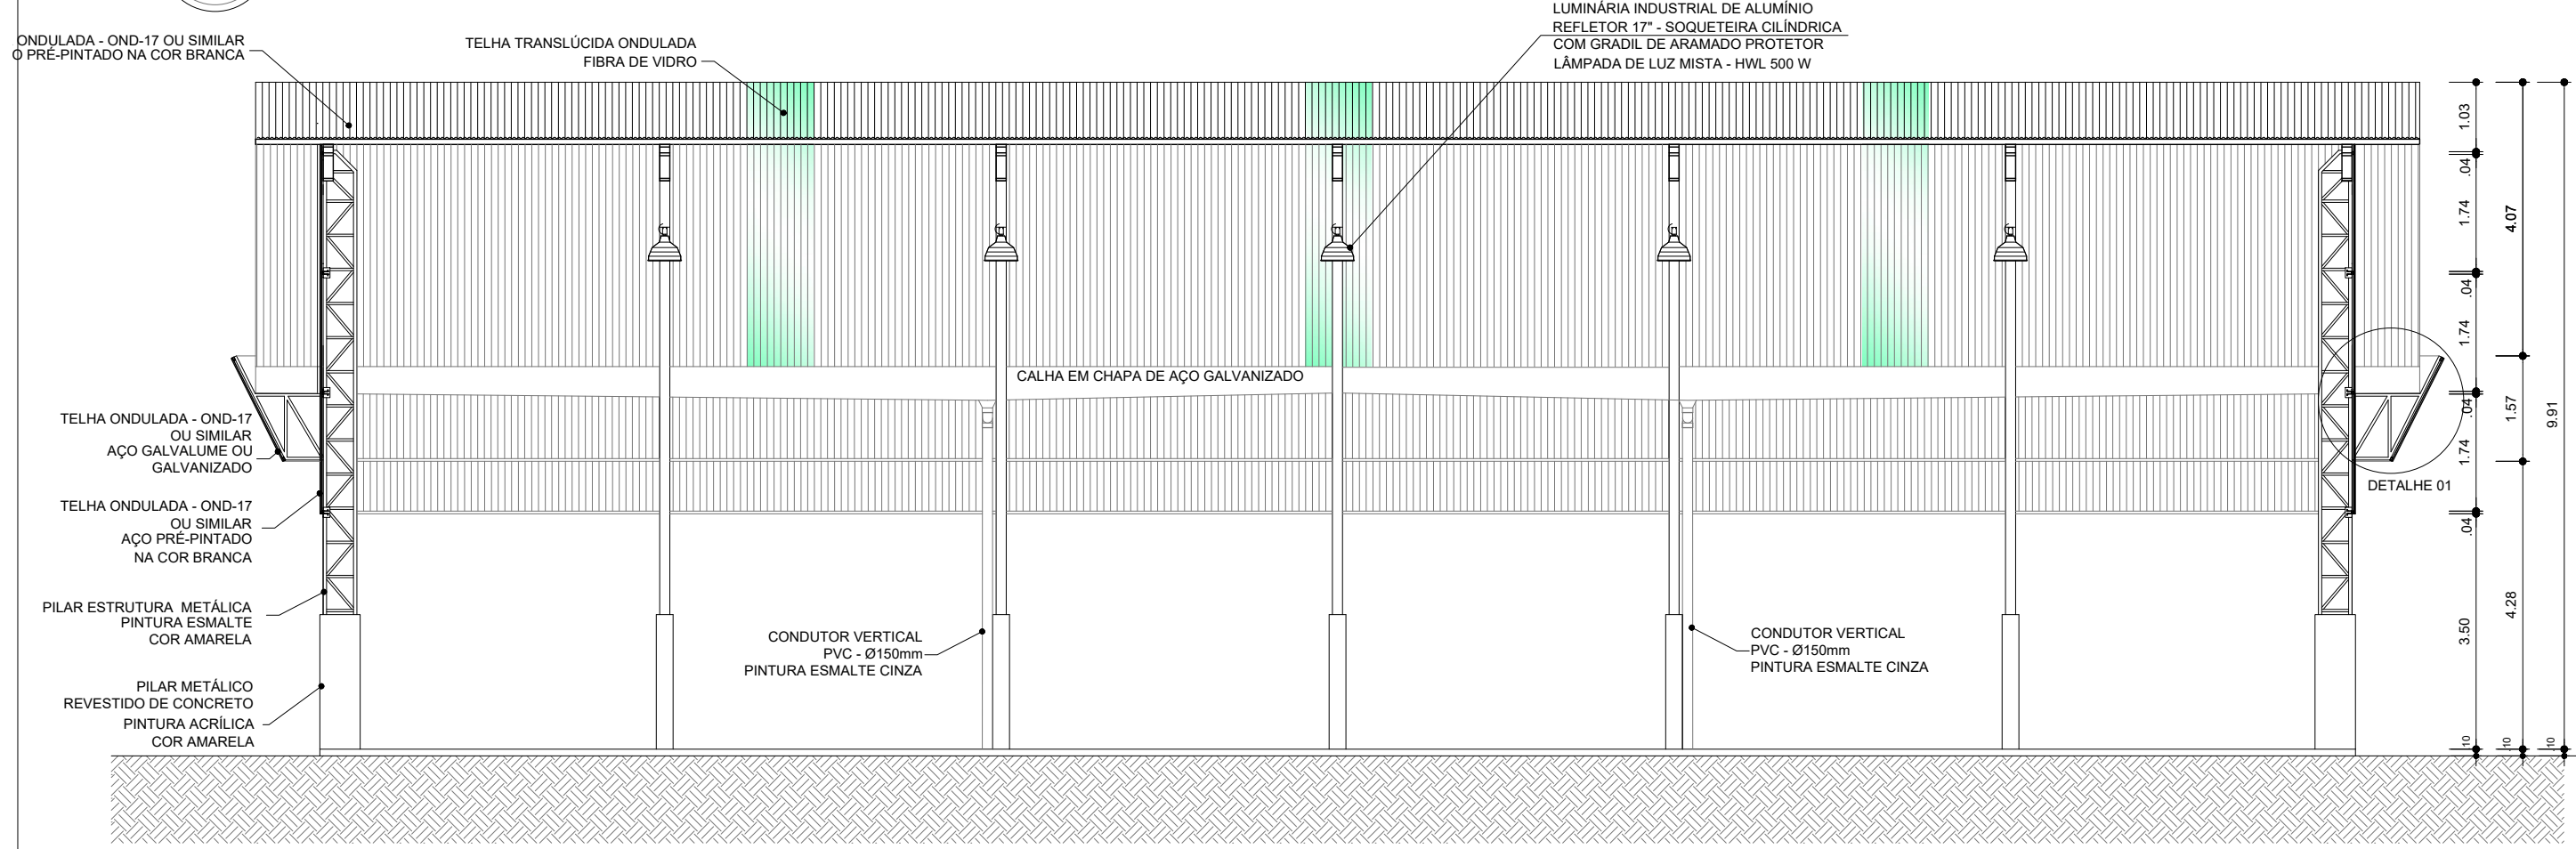 ONDULADA - OND-17 OU SIMILAR
O PRÉ-PINTADO NA COR BRANCA
TELHA TRANSLÚCIDA ONDULADA
FIBRA DE VIDRO
LUMINÁRIA INDUSTRIAL DE ALUMÍNIO
REFLETOR 17" - SOQUETEIRA CILÍNDRICA
COM GRADIL DE ARAMADO PROTETOR
LÂMPADA DE LUZ MISTA - HWL 500 W
CALHA EM CHAPA DE AÇO GALVANIZADO
TELHA ONDULADA - OND-17
OU SIMILAR
AÇO GALVALUME OU
GALVANIZADO
TELHA ONDULADA - OND-17
OU SIMILAR
AÇO PRÉ-PINTADO
NA COR BRANCA
PILAR ESTRUTURA METÁLICA
PINTURA ESMALTE
COR AMARELA
PILAR METÁLICO
REVESTIDO DE CONCRETO
PINTURA ACRÍLICA
COR AMARELA
CONDUTOR VERTICAL
PVC - Ø150mm
PINTURA ESMALTE CINZA
CONDUTOR VERTICAL
PVC - Ø150mm
PINTURA ESMALTE CINZA
DETALHE 01
1.03
.04
1.74
.04
1.74
.04
1.74
.04
3.50
.10
4.07
1.57
4.28
.10
9.91
.10